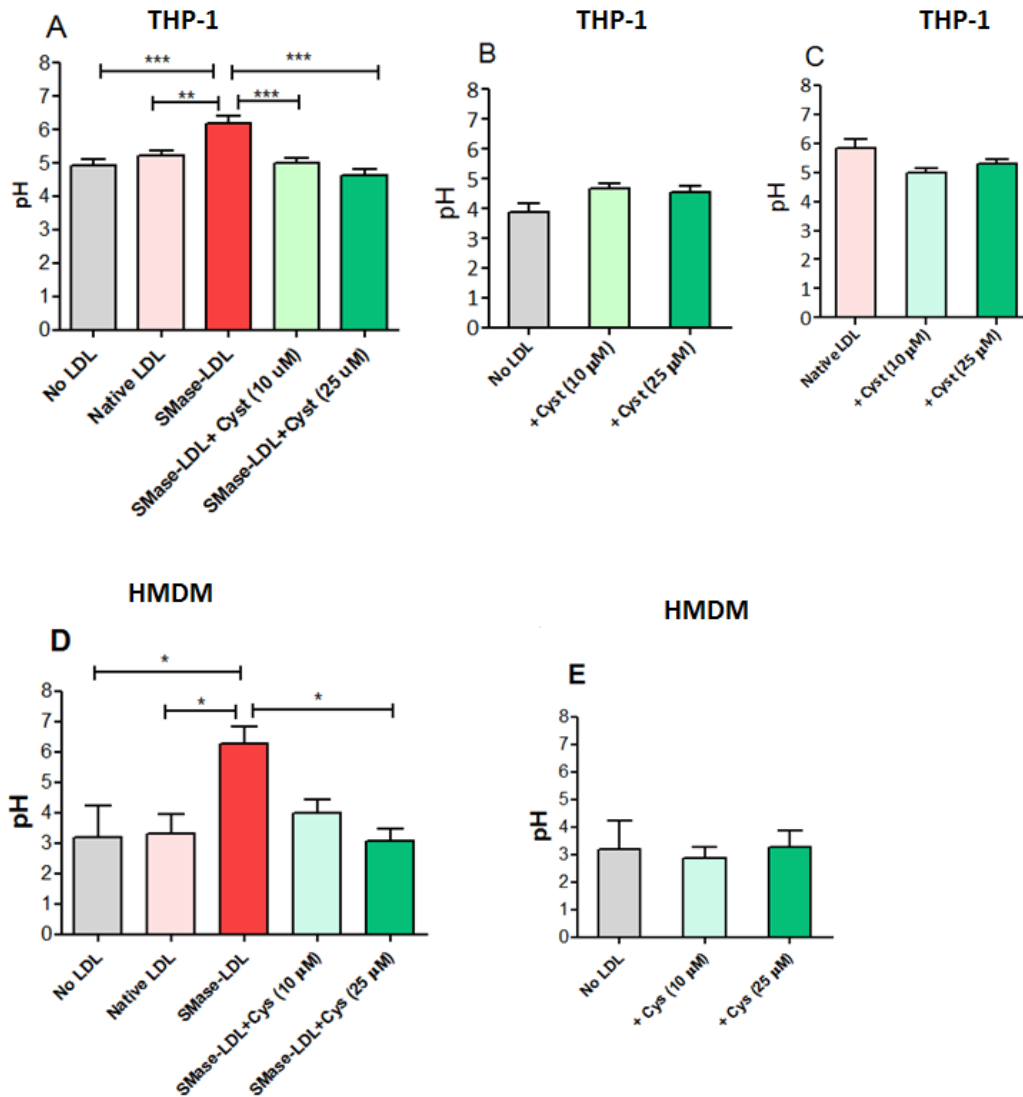 THP-1
A
***
***
**
***
pH
8
7
6
5
4
3
2
1
0
No LDL
Native LDL
SMase-LDL
SMase-LDL+ Cyst (10 uM)
SMase-LDL+Cyst (25 uM)
THP-1
B
pH
8
7
6
5
4
3
2
1
0
No LDL
+ Cyst (10 µM)
+ Cyst (25 µM)
THP-1
C
pH
8
7
6
5
4
3
2
1
0
Native LDL
+ Cyst (10 µM)
+ Cyst (25 µM)
HMDM
D
*
*
*
pH
8
7
6
5
4
3
2
1
0
No LDL
Native LDL
SMase-LDL
SMase-LDL+Cys (10 µM)
SMase-LDL+Cys (25 µM)
HMDM
E
pH
8
7
6
5
4
3
2
1
0
No LDL
+ Cys (10 µM)
+ Cys (25 µM)